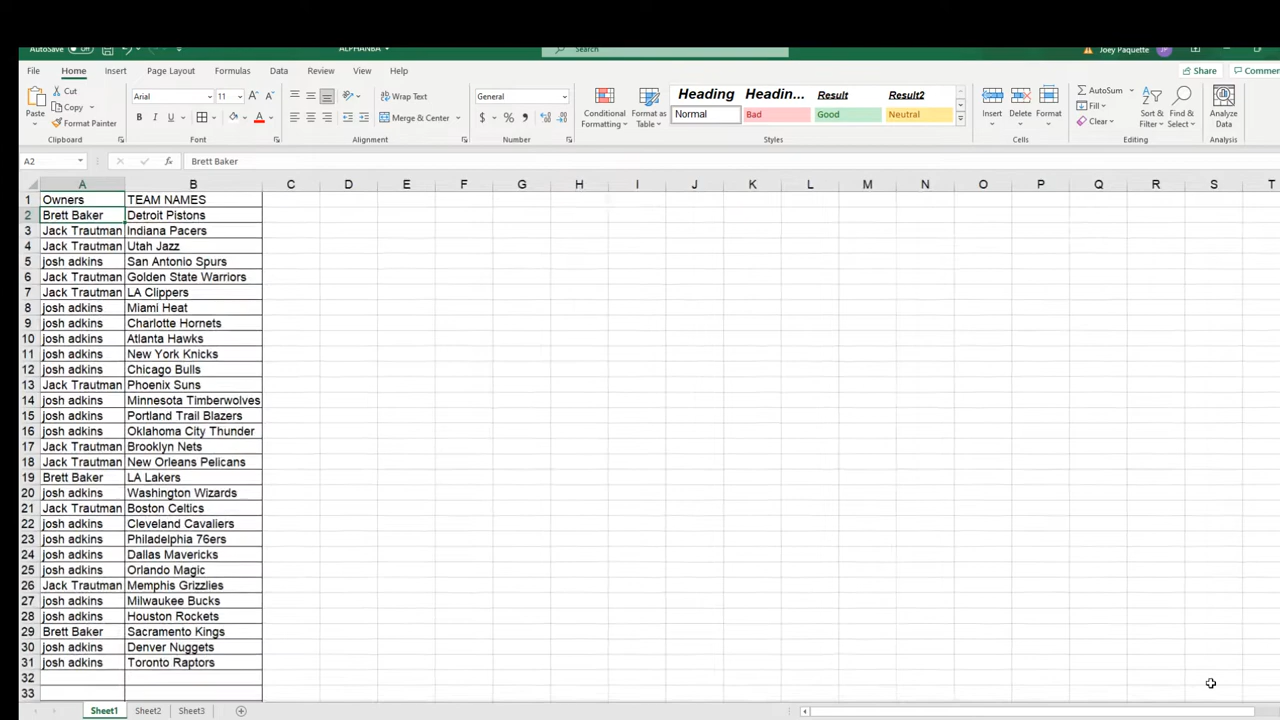 AutoSave Off ALPHANBA Search Joey Paquette JP
File Home Insert Page Layout Formulas Data Review View Help Share Commen
Paste Cut Copy Format Painter Clipboard
Arial 11 A A B I U A Font
Wrap Text Merge & Center Alignment
General $ % 9 Number
Conditional Formatting Format as Table
Heading Headin... Result Result2
Normal Bad Good Neutral
Styles
Insert Delete Format Cells
AutoSum Fill Clear Sort & Filter Find & Select Editing
Analyze Data Analysis
A2 fx Brett Baker
A B C D E F G H I J K L M N O P Q R S T
1 Owners TEAM NAMES
2 Brett Baker Detroit Pistons
3 Jack Trautman Indiana Pacers
4 Jack Trautman Utah Jazz
5 josh adkins San Antonio Spurs
6 Jack Trautman Golden State Warriors
7 Jack Trautman LA Clippers
8 josh adkins Miami Heat
9 josh adkins Charlotte Hornets
10 josh adkins Atlanta Hawks
11 josh adkins New York Knicks
12 josh adkins Chicago Bulls
13 Jack Trautman Phoenix Suns
14 josh adkins Minnesota Timberwolves
15 josh adkins Portland Trail Blazers
16 josh adkins Oklahoma City Thunder
17 Jack Trautman Brooklyn Nets
18 Jack Trautman New Orleans Pelicans
19 Brett Baker LA Lakers
20 josh adkins Washington Wizards
21 Jack Trautman Boston Celtics
22 josh adkins Cleveland Cavaliers
23 josh adkins Philadelphia 76ers
24 josh adkins Dallas Mavericks
25 josh adkins Orlando Magic
26 Jack Trautman Memphis Grizzlies
27 josh adkins Milwaukee Bucks
28 josh adkins Houston Rockets
29 Brett Baker Sacramento Kings
30 josh adkins Denver Nuggets
31 josh adkins Toronto Raptors
32
33
Sheet1 Sheet2 Sheet3